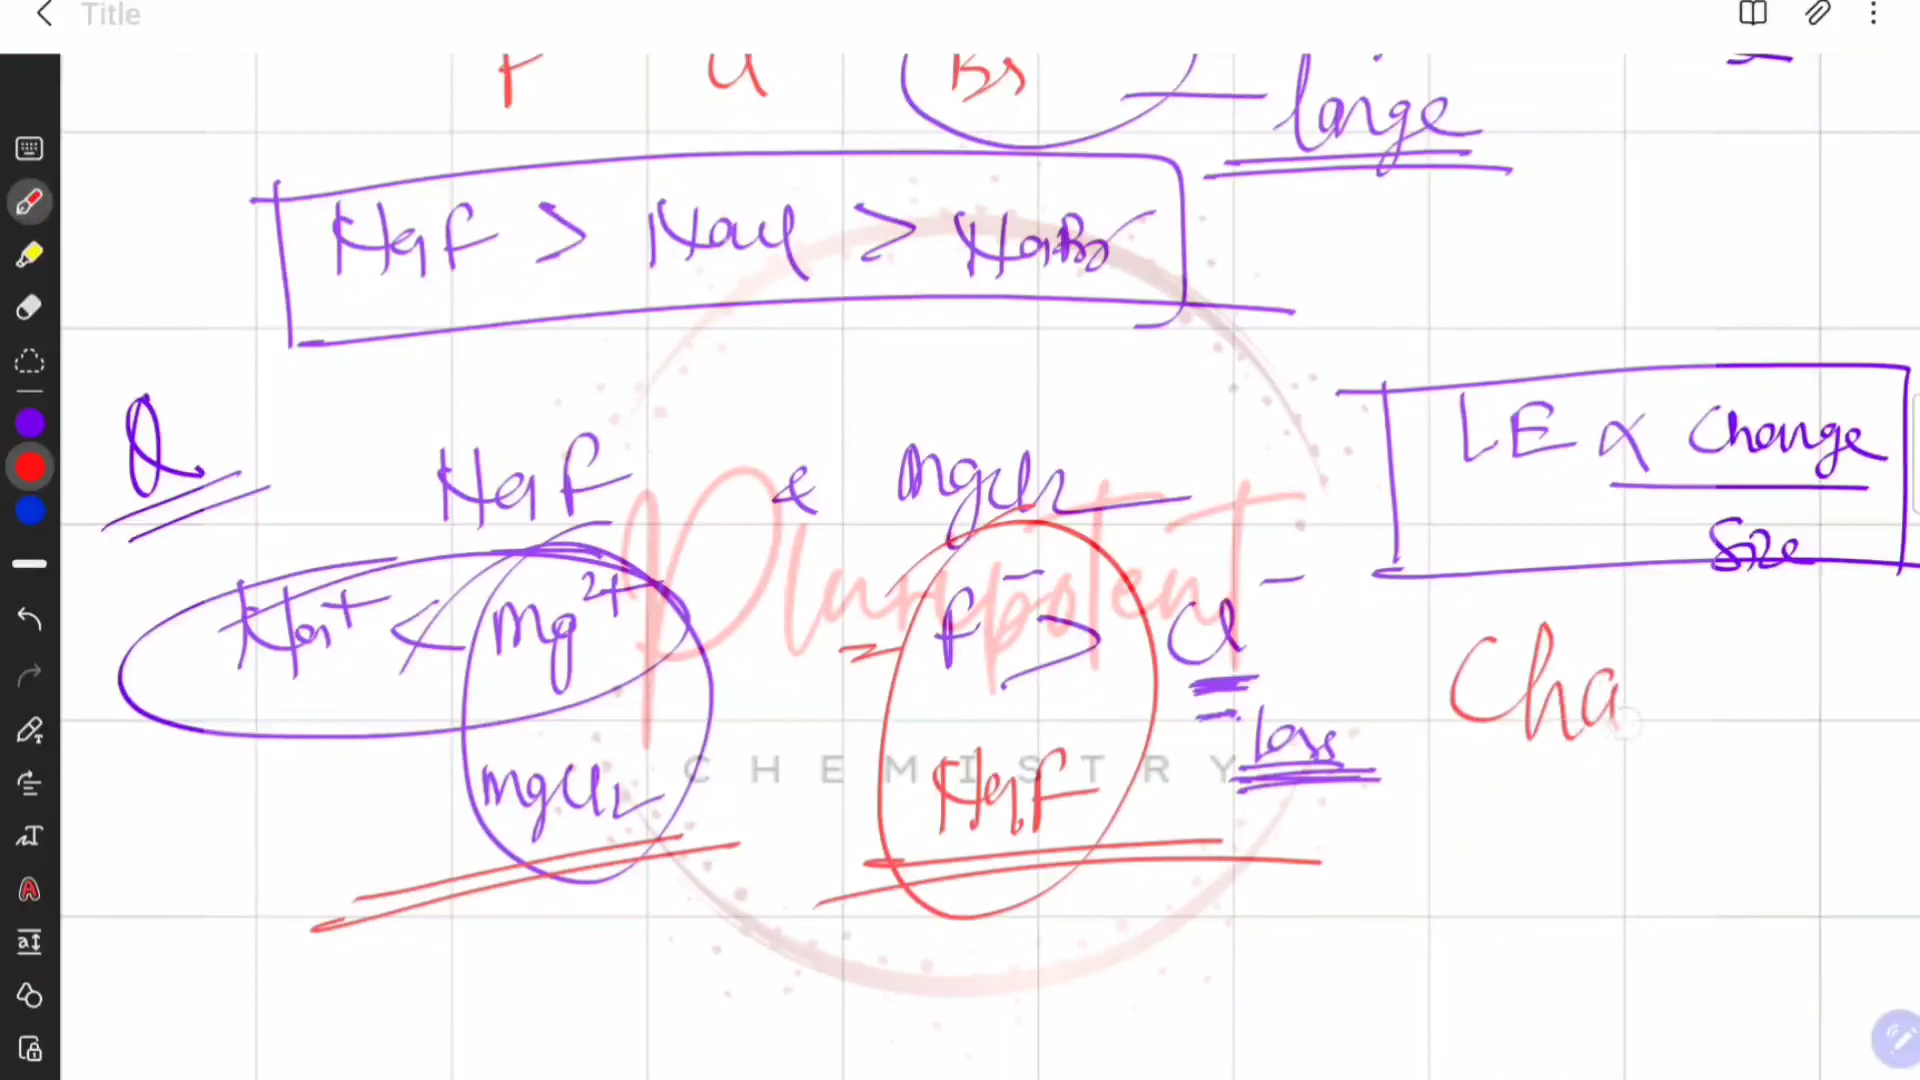 Title
F Cl Br large
NaF > NaCl > NaBr
Q NaF & MgCl2 LE ∝ Charge
Size
Na+ < Mg2+ F- > Cl- Cha
less
MgCl2 NaF
Pluripotent
CHEMISTRY